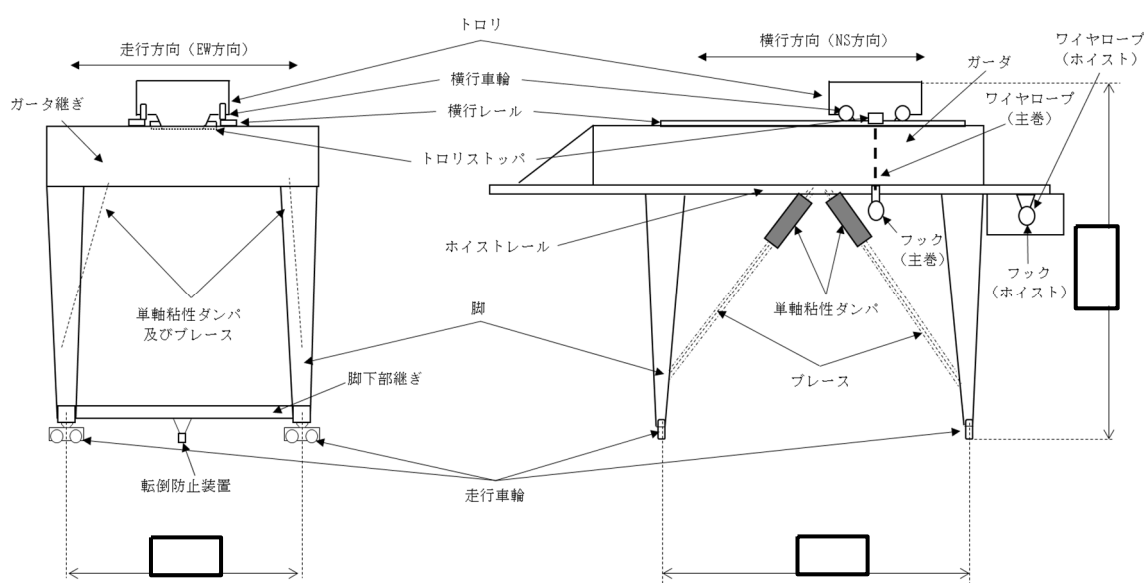 トロリ
走行方向（EW方向）
横行方向（NS方向）
ワイヤロープ
（ホイスト）
ガータ継ぎ
横行車輪
ガーダ
横行レール
ワイヤロープ
（主巻）
トロリストッパ
ホイストレール
フック
（主巻）
フック
（ホイスト）
単軸粘性ダンパ
及びブレース
脚
単軸粘性ダンパ
脚下部継ぎ
ブレース
転倒防止装置
走行車輪